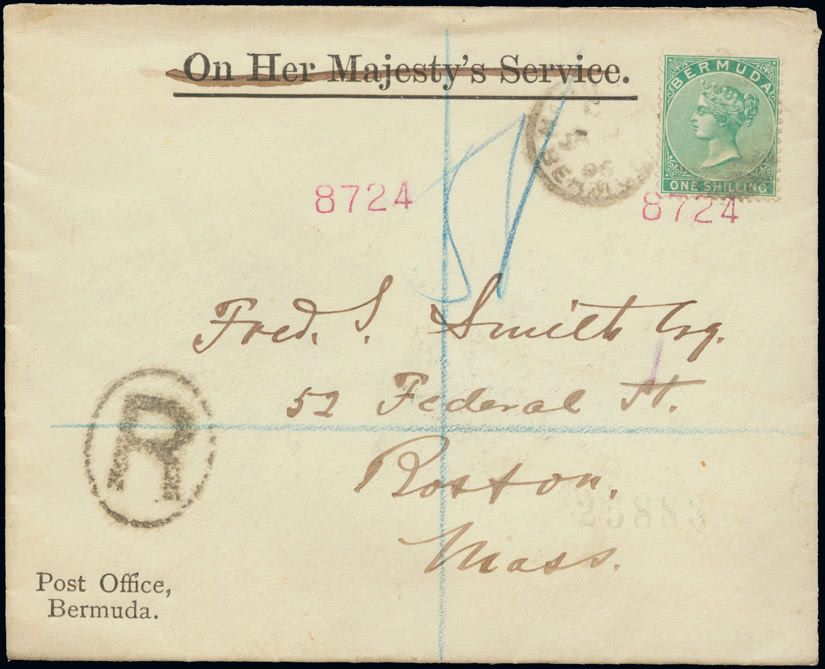 On Her Majesty's Service.
BERMUDA
ONE SHILLING
96
8724
8724
Fred. S. Smith Esq.
52 Federal St.
Boston.
Mass.
R
25883
Post Office,
Bermuda.